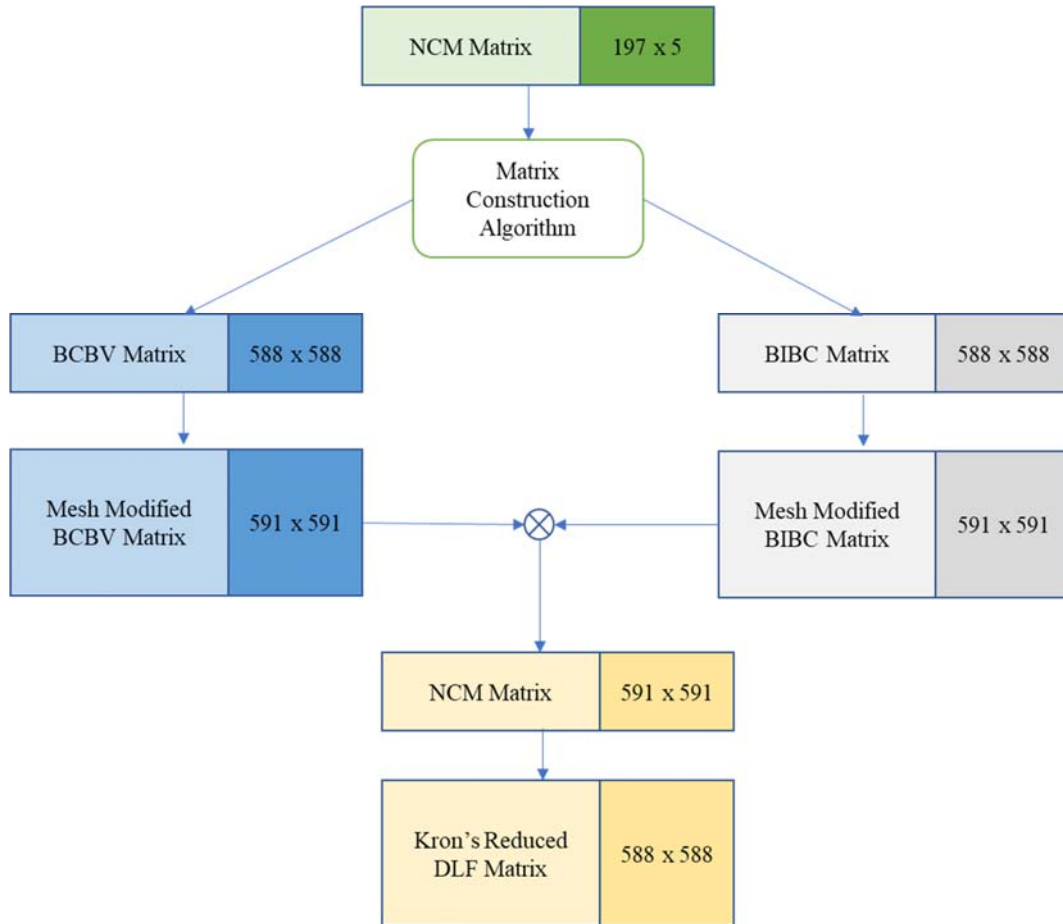 NCM Matrix
197 x 5
Matrix
Construction
Algorithm
BCBV Matrix
588 x 588
BIBC Matrix
588 x 588
Mesh Modified
BCBV Matrix
591 x 591
Mesh Modified
BIBC Matrix
591 x 591
NCM Matrix
591 x 591
Kron’s Reduced
DLF Matrix
588 x 588